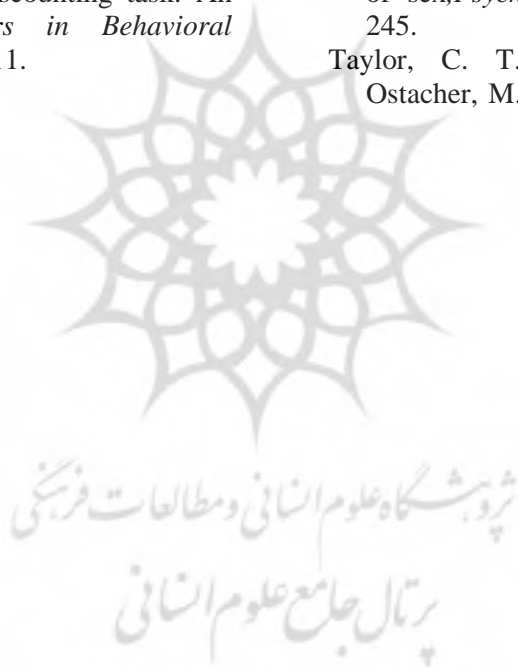 scounting task. An
rs in Behavioral
11.
of sex, Psych
245.
Taylor, C. T.
Ostacher, M.
پژوهشگاه علوم انسانی و مطالعات فرهنگی
پرتال جامع علوم انسانی